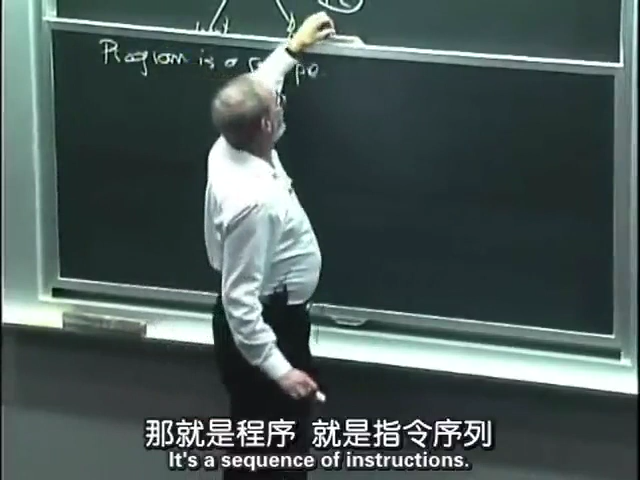 Program is a
那就是程序 就是指令序列
It's a sequence of instructions.